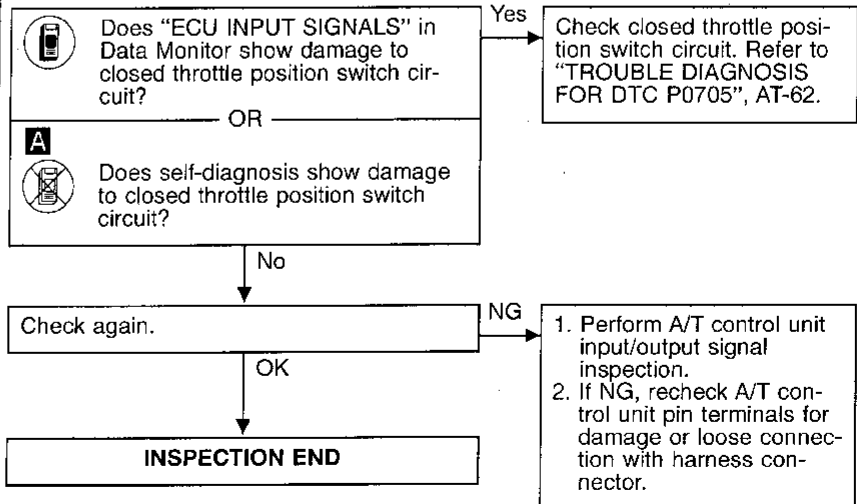 Does “ECU INPUT SIGNALS” in
Data Monitor show damage to
closed throttle position switch cir-
cuit?
OR
A
Does self-diagnosis show damage
to closed throttle position switch
circuit?
Yes
Check closed throttle posi-
tion switch circuit. Refer to
“TROUBLE DIAGNOSIS
FOR DTC P0705”, AT-62.
No
Check again.
NG
1. Perform A/T control unit
input/output signal
inspection.
2. If NG, recheck A/T con-
trol unit pin terminals for
damage or loose connec-
tion with harness con-
nector.
OK
INSPECTION END